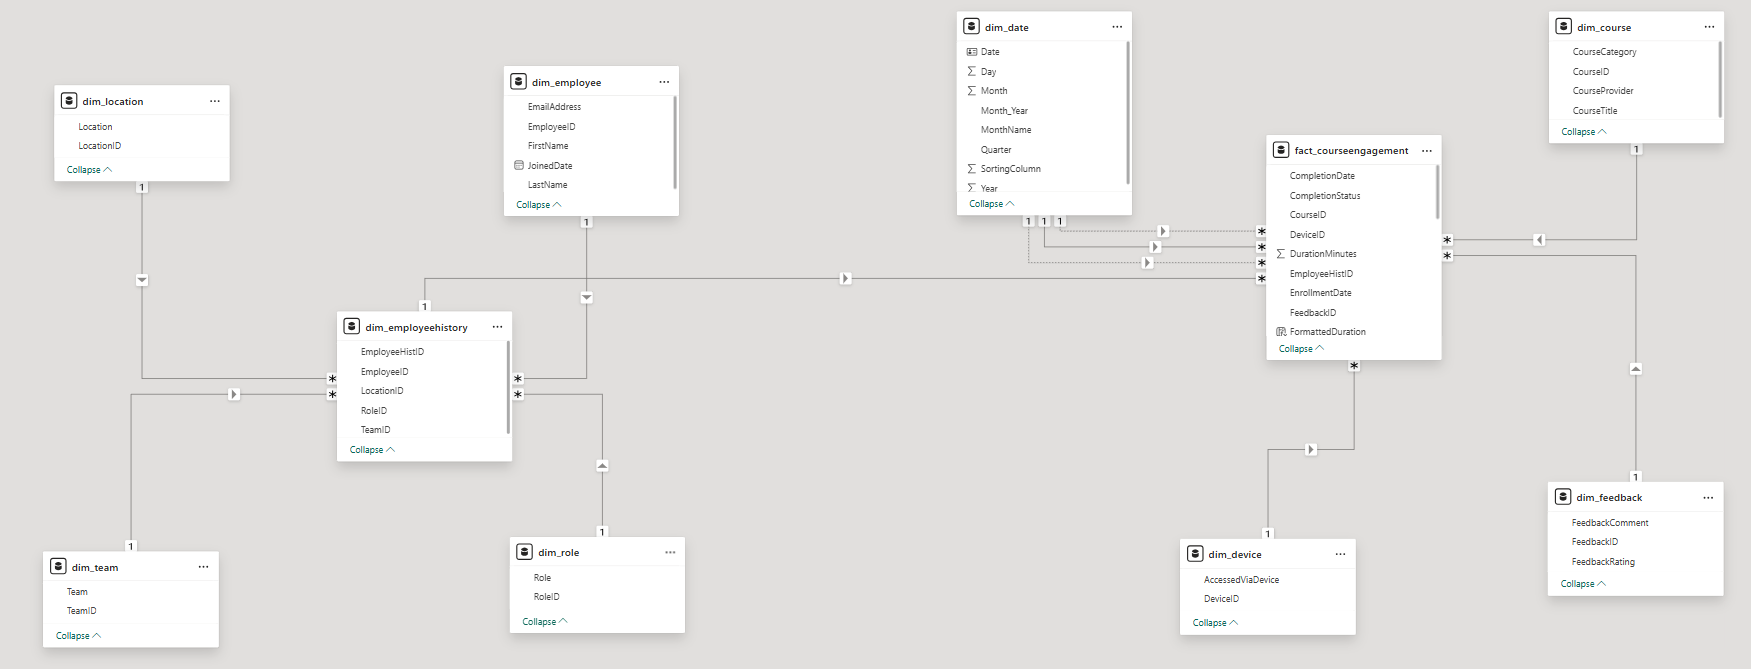 dim_location
Location
LocationID
Collapse
1
dim_employee
EmailAddress
EmployeeID
FirstName
JoinedDate
LastName
Collapse
1
dim_date
Date
Day
Month
Month_Year
MonthName
Quarter
SortingColumn
Year
Collapse
1 1 1
dim_course
CourseCategory
CourseID
CourseProvider
CourseTitle
Collapse
1
fact_courseengagement
CompletionDate
CompletionStatus
CourseID
DeviceID
DurationMinutes
EmployeeHistID
EnrollmentDate
FeedbackID
FormattedDuration
Collapse
*
*
*
*
*
*
*
1
dim_employeehistory
EmployeeHistID
EmployeeID
LocationID
RoleID
TeamID
Collapse
*
*
*
*
1
dim_team
Team
TeamID
Collapse
1
dim_role
Role
RoleID
Collapse
1
dim_device
AccessedViaDevice
DeviceID
Collapse
1
dim_feedback
FeedbackComment
FeedbackID
FeedbackRating
Collapse